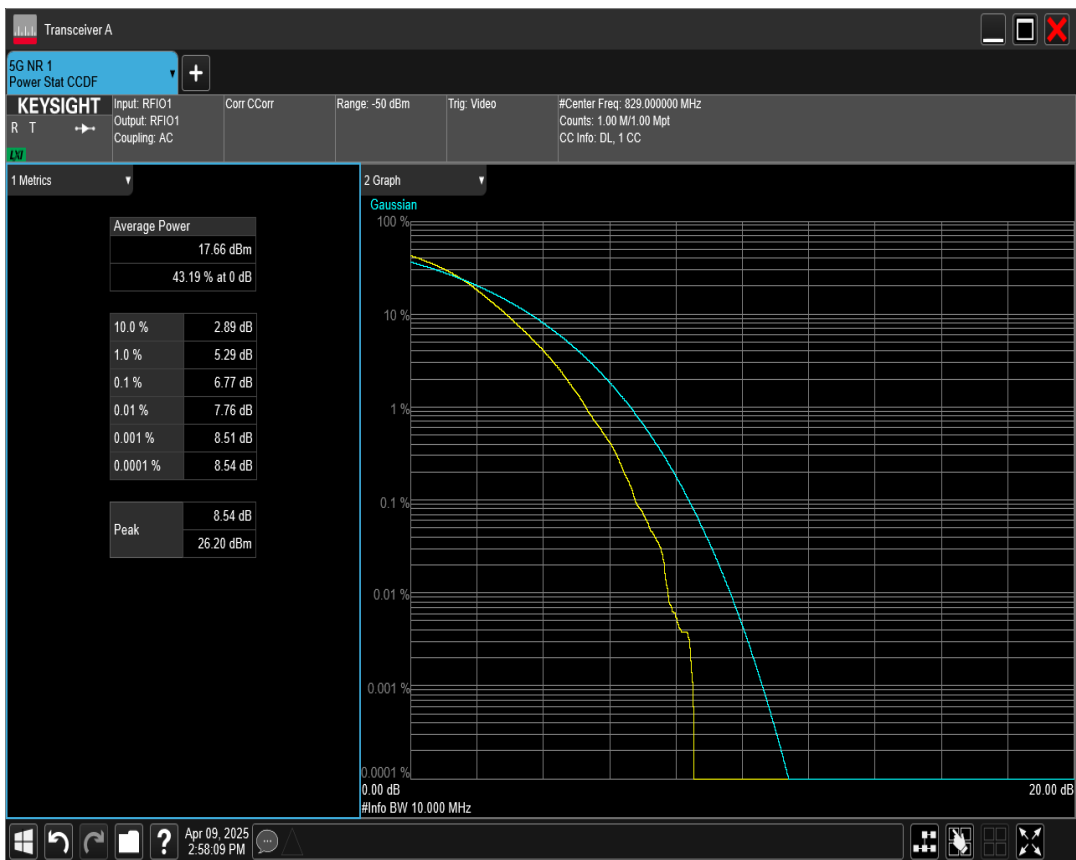 Transceiver A
5G NR 1
Power Stat CCDF
+
KEYSIGHT
R T
LXI
Input: RFIO1
Output: RFIO1
Coupling: AC
Corr CCorr
Range: -50 dBm
Trig: Video
#Center Freq: 829.000000 MHz
Counts: 1.00 M/1.00 Mpt
CC Info: DL, 1 CC
1 Metrics
Average Power
17.66 dBm
43.19 % at 0 dB
10.0 % 2.89 dB
1.0 % 5.29 dB
0.1 % 6.77 dB
0.01 % 7.76 dB
0.001 % 8.51 dB
0.0001 % 8.54 dB
Peak 8.54 dB
26.20 dBm
2 Graph
Gaussian
100 %
10 %
1 %
0.1 %
0.01 %
0.001 %
0.0001 %
0.00 dB 20.00 dB
#Info BW 10.000 MHz
?
Apr 09, 2025
2:58:09 PM